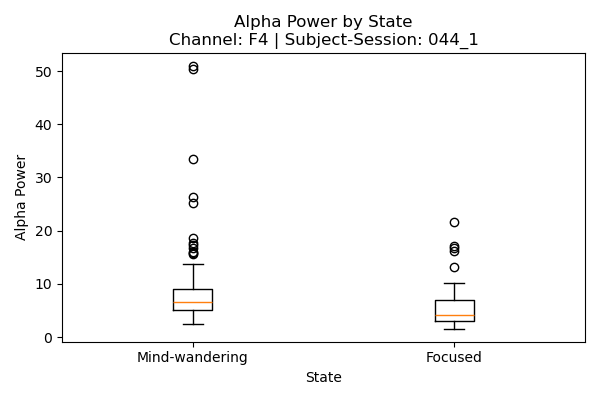 Alpha Power by State
Channel: F4 | Subject-Session: 044_1
Alpha Power
50
40
30
20
10
0
Mind-wandering
Focused
State